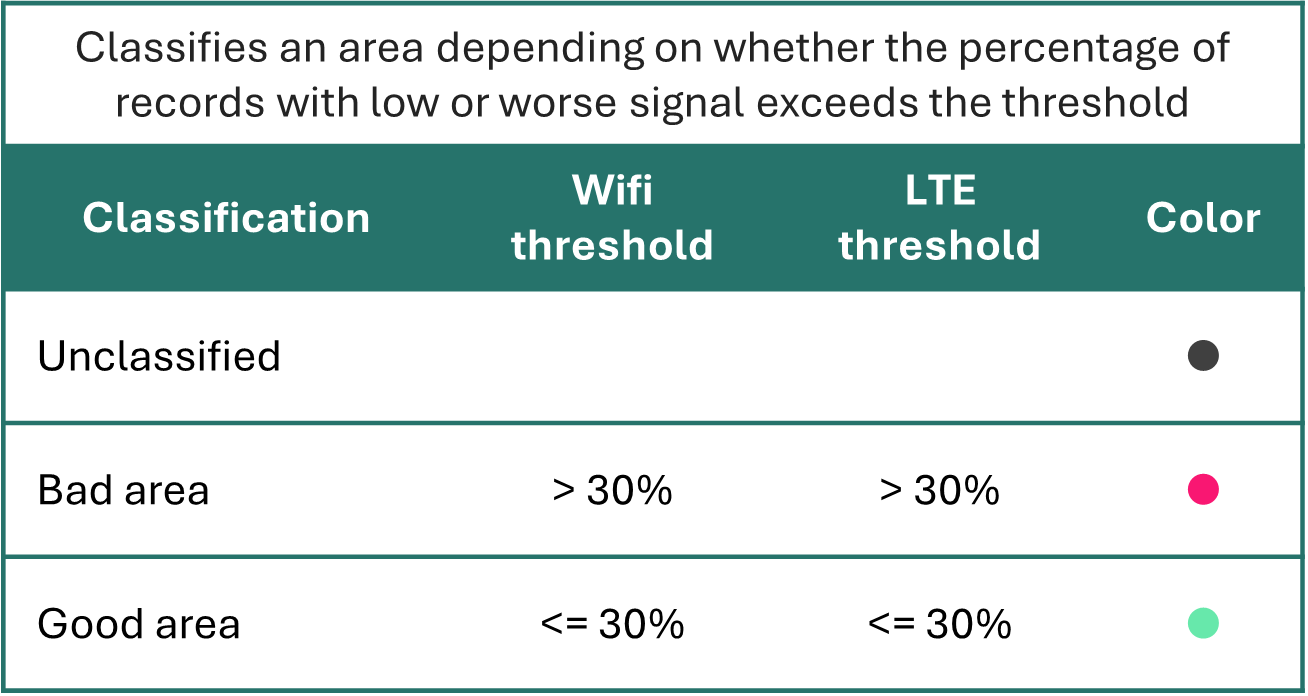 Classifies an area depending on whether the percentage of
records with low or worse signal exceeds the threshold
Classification Wifi threshold LTE threshold Color
Unclassified
Bad area > 30% > 30%
Good area <= 30% <= 30%